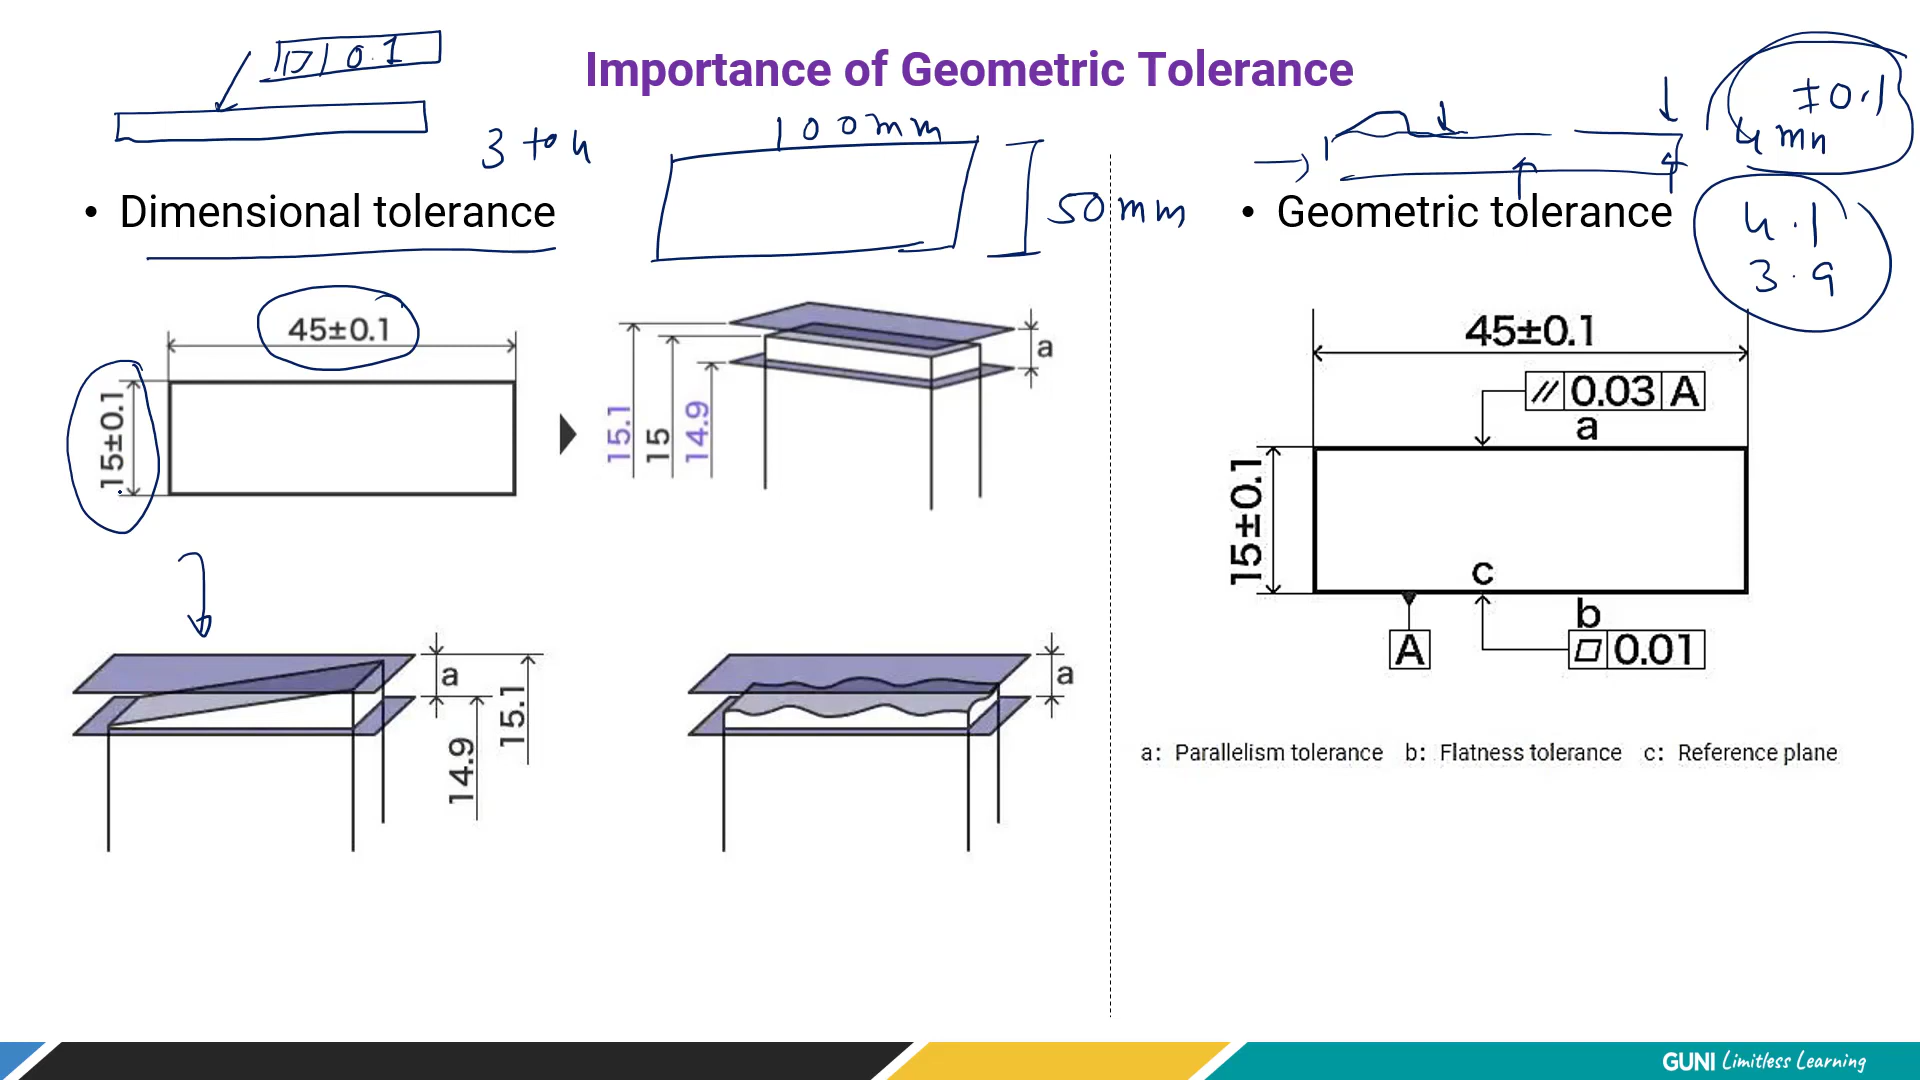 ▱ 0.1
Importance of Geometric Tolerance
3 to 4
100mm
50mm
±0.1
4 mm
4.1
3.9
• Dimensional tolerance
45±0.1
15±0.1
15.1
15
14.9
a
a
14.9
15.1
a
• Geometric tolerance
45±0.1
// 0.03 A
a
15±0.1
c
b
A
▱ 0.01
a: Parallelism tolerance b: Flatness tolerance c: Reference plane
GUNI Limitless Learning